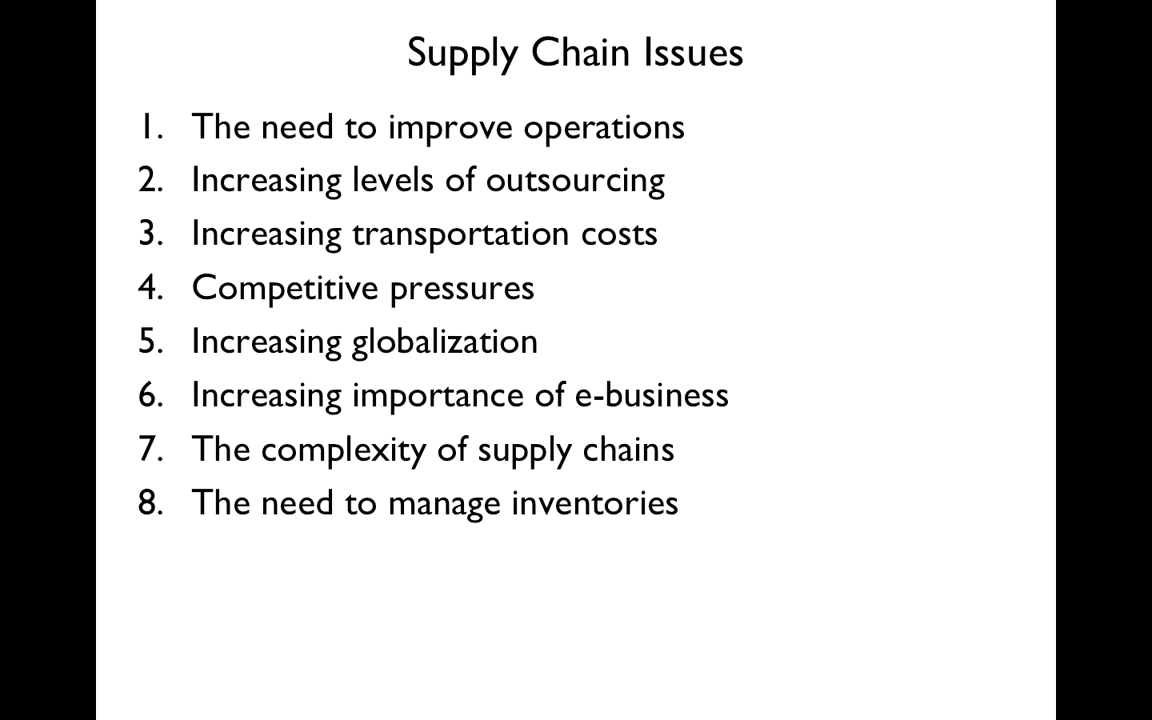 Supply Chain Issues
1. The need to improve operations
2. Increasing levels of outsourcing
3. Increasing transportation costs
4. Competitive pressures
5. Increasing globalization
6. Increasing importance of e-business
7. The complexity of supply chains
8. The need to manage inventories